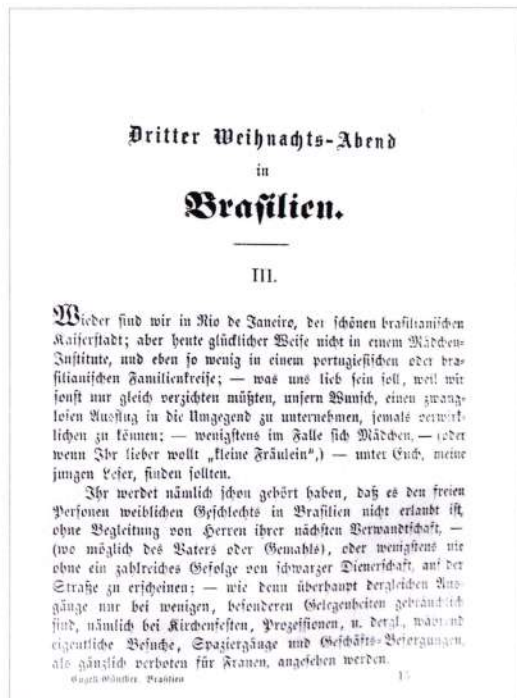 Dritter Weihnachts-Abend
in
Brasilien.
III.
Wieder sind wir in Rio de Janeiro, der schönen brasilianischen
Kaiserstadt; aber heute glücklicher Weise nicht in einem Mädchen-
Institute, und eben so wenig in einem portugiesischen oder bra-
silianischen Familienkreise; — was uns lieb sein soll, weil wir
sonst nur gleich verzichten müßten, unsern Wunsch, einen zwang-
losen Ausflug in die Umgegend zu unternehmen, jemals verwirk-
lichen zu können; — wenigstens im Falle sich Mädchen, — (oder
wenn Ihr lieber wollt „kleine Fräulein",) — unter Euch, meine
jungen Leser, finden sollten.
Ihr werdet nämlich schon gehört haben, daß es den freien
Personen weiblichen Geschlechts in Brasilien nicht erlaubt ist,
ohne Begleitung von Herren ihrer nächsten Verwandtschaft, —
(wo möglich des Vaters oder Gemahls), oder wenigstens nie
ohne ein zahlreiches Gefolge von schwarzer Dienerschaft, auf der
Straße zu erscheinen; — wie denn überhaupt dergleichen Aus-
gänge nur bei wenigen, besonderen Gelegenheiten gebräuchlich
sind, nämlich bei Kirchenfesten, Prozessionen, u. dergl., während
eigentliche Besuche, Spaziergänge und Geschäfts-Besorgungen,
als gänzlich verboten für Frauen, angesehen werden.
Engell-Günther, Brasilien